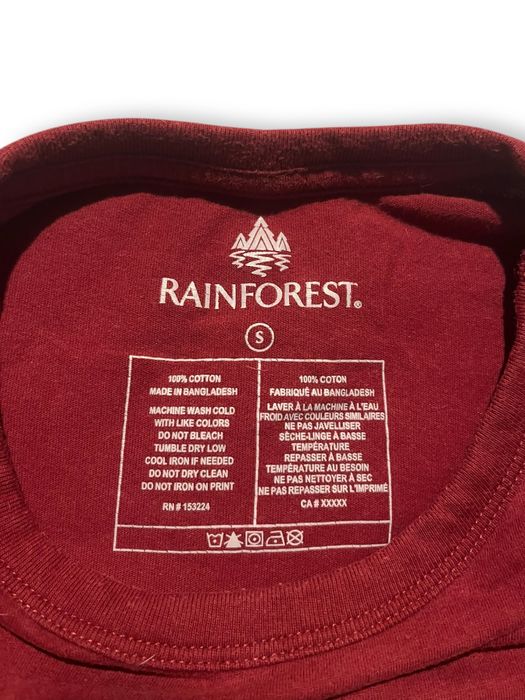 RAINFOREST®
S
100% COTTON
MADE IN BANGLADESH
MACHINE WASH COLD
WITH LIKE COLORS
DO NOT BLEACH
TUMBLE DRY LOW
COOL IRON IF NEEDED
DO NOT DRY CLEAN
DO NOT IRON ON PRINT
RN # 153224
100% COTON
FABRIQUÉ AU BANGLADESH
LAVER À LA MACHINE À L'EAU
FROID AVEC COULEURS SIMILAIRES
NE PAS JAVELLISER
SÈCHE-LINGE À BASSE
TEMPÉRATURE
REPASSER À BASSE
TEMPÉRATURE AU BESOIN
NE PAS NETTOYER À SEC
NE PAS REPASSER SUR L'IMPRIMÉ
CA # XXXXX